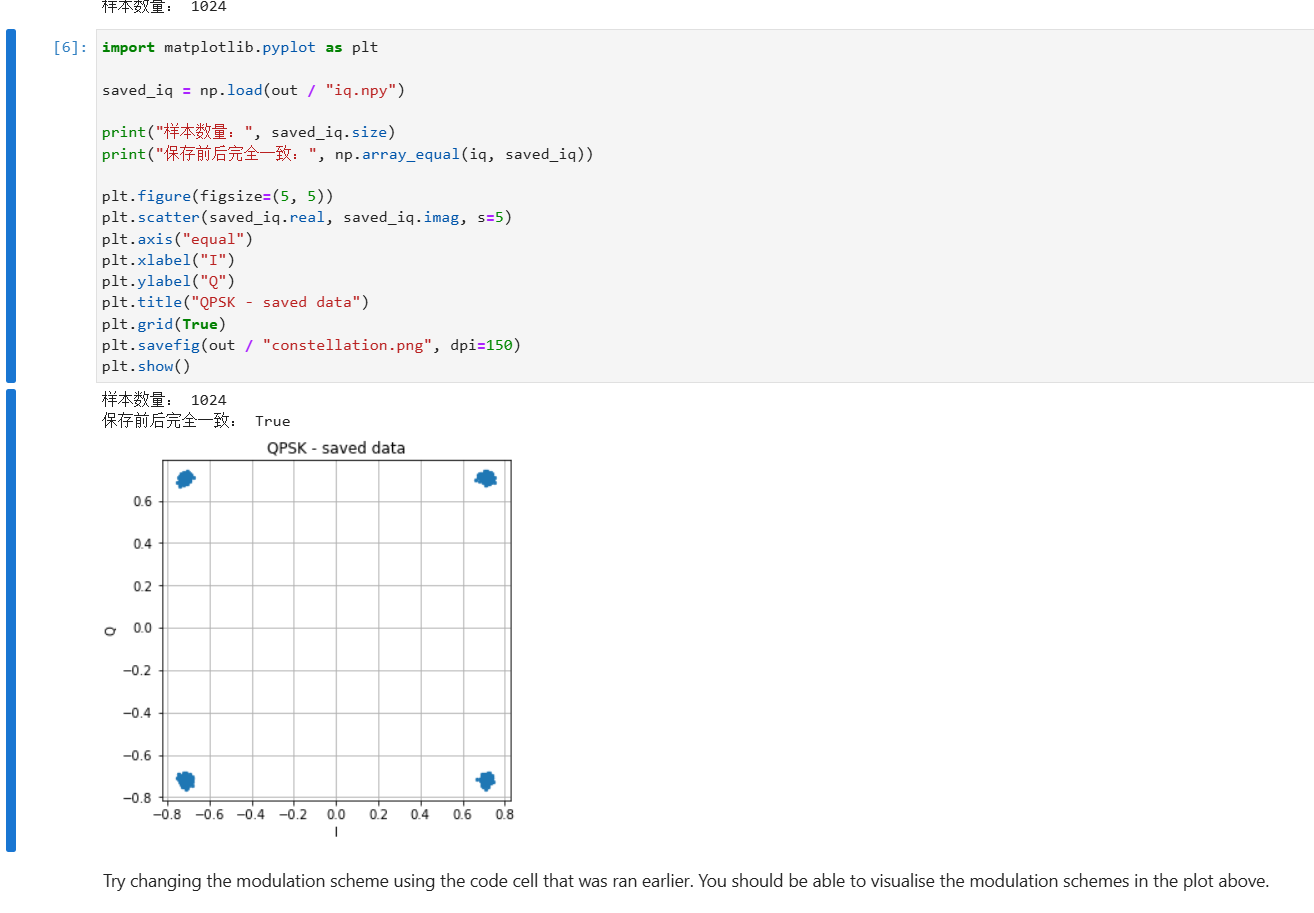 样本数量： 1024
[6]: import matplotlib.pyplot as plt
saved_iq = np.load(out / "iq.npy")
print("样本数量：", saved_iq.size)
print("保存前后完全一致：", np.array_equal(iq, saved_iq))
plt.figure(figsize=(5, 5))
plt.scatter(saved_iq.real, saved_iq.imag, s=5)
plt.axis("equal")
plt.xlabel("I")
plt.ylabel("Q")
plt.title("QPSK - saved data")
plt.grid(True)
plt.savefig(out / "constellation.png", dpi=150)
plt.show()
样本数量： 1024
保存前后完全一致： True
QPSK - saved data
0.6
0.4
0.2
0.0
−0.2
−0.4
−0.6
−0.8
Q
−0.8 −0.6 −0.4 −0.2 0.0 0.2 0.4 0.6 0.8
I
Try changing the modulation scheme using the code cell that was ran earlier. You should be able to visualise the modulation schemes in the plot above.